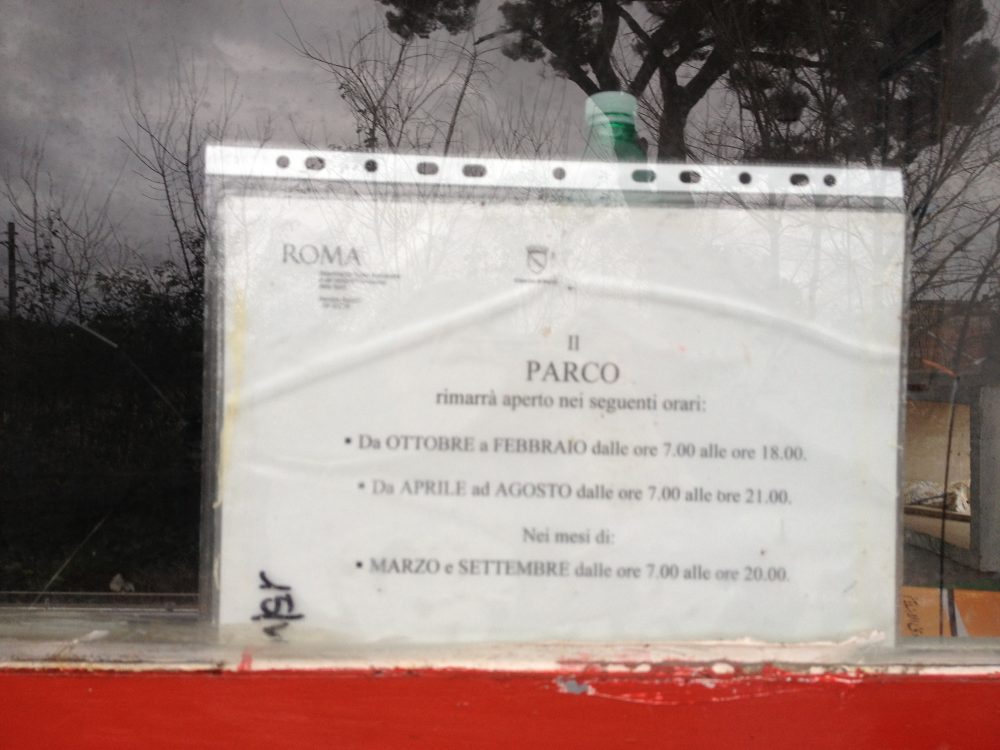 ROMA
Il
PARCO
rimarrà aperto nei seguenti orari:
• Da OTTOBRE a FEBBRAIO dalle ore 7.00 alle ore 18.00.
• Da APRILE ad AGOSTO dalle ore 7.00 alle ore 21.00.
Nei mesi di:
• MARZO e SETTEMBRE dalle ore 7.00 alle ore 20.00.